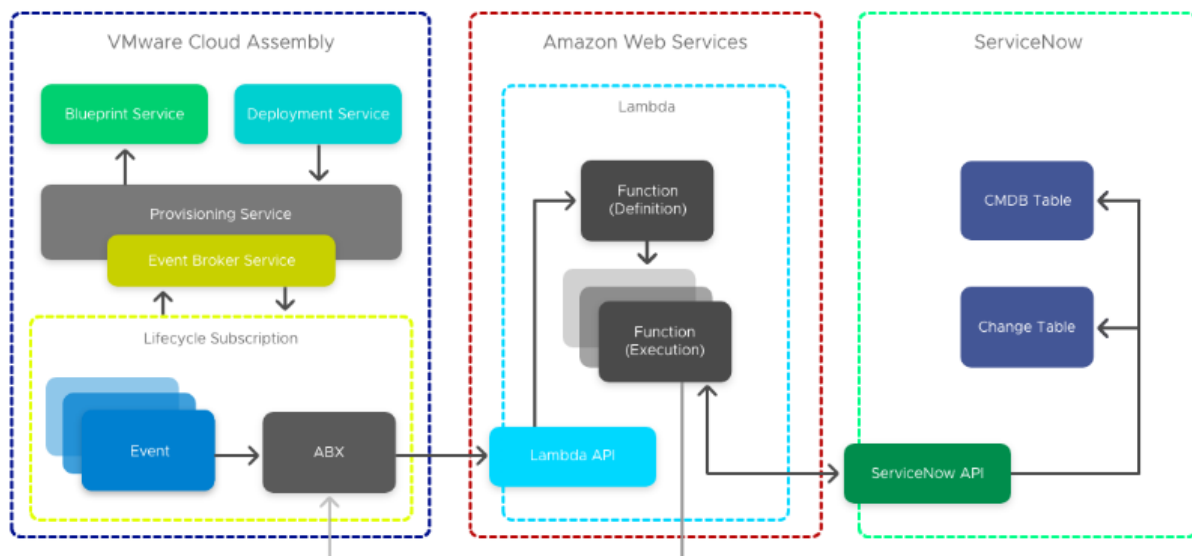 VMware Cloud Assembly
Blueprint Service
Deployment Service
Provisioning Service
Event Broker Service
Lifecycle Subscription
Event
ABX
Amazon Web Services
Lambda
Function
(Definition)
Function
(Execution)
Lambda API
ServiceNow
CMDB Table
Change Table
ServiceNow API